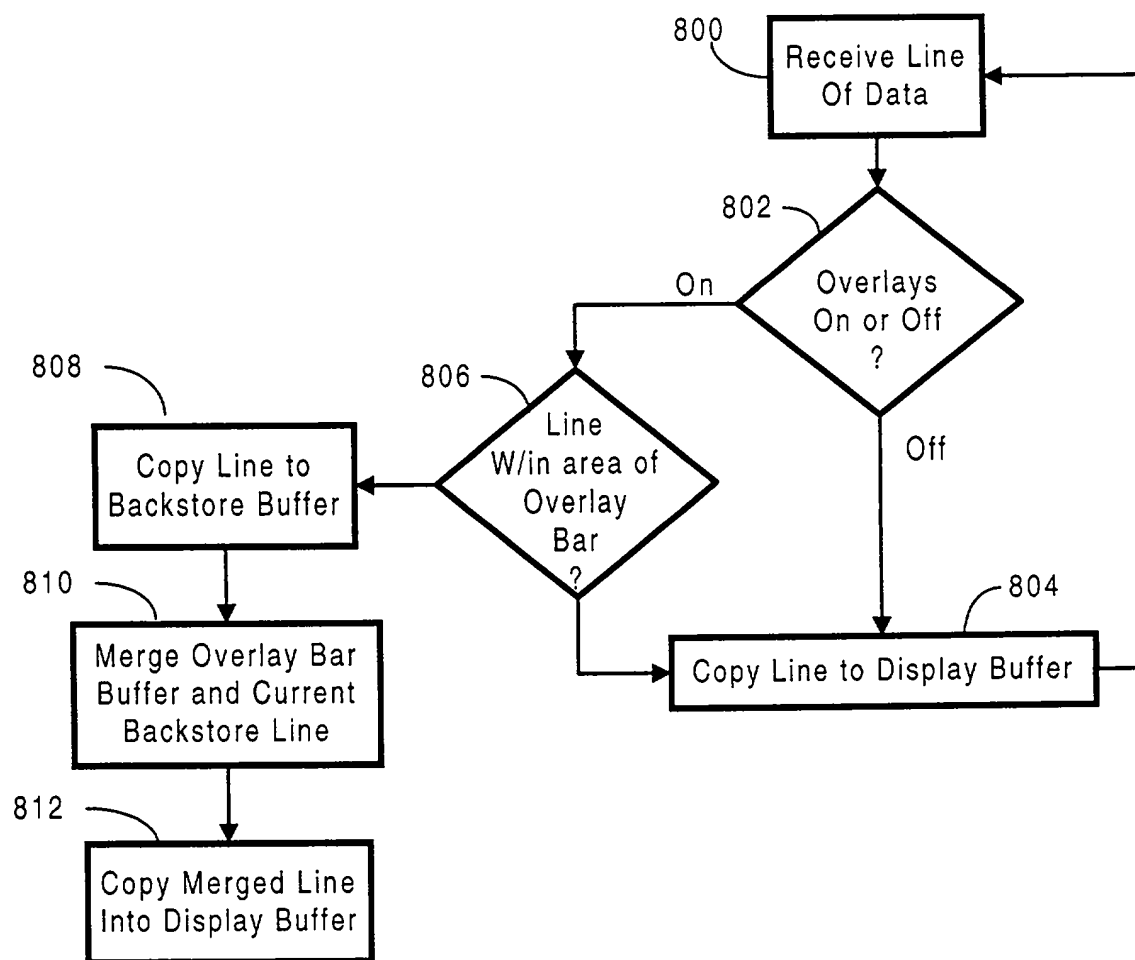 800
Receive Line
Of Data
802
On
Overlays
On or Off
?
Off
806
Line
W/in area of
Overlay
Bar
?
808
Copy Line to
Backstore Buffer
804
Copy Line to Display Buffer
810
Merge Overlay Bar
Buffer and Current
Backstore Line
812
Copy Merged Line
Into Display Buffer